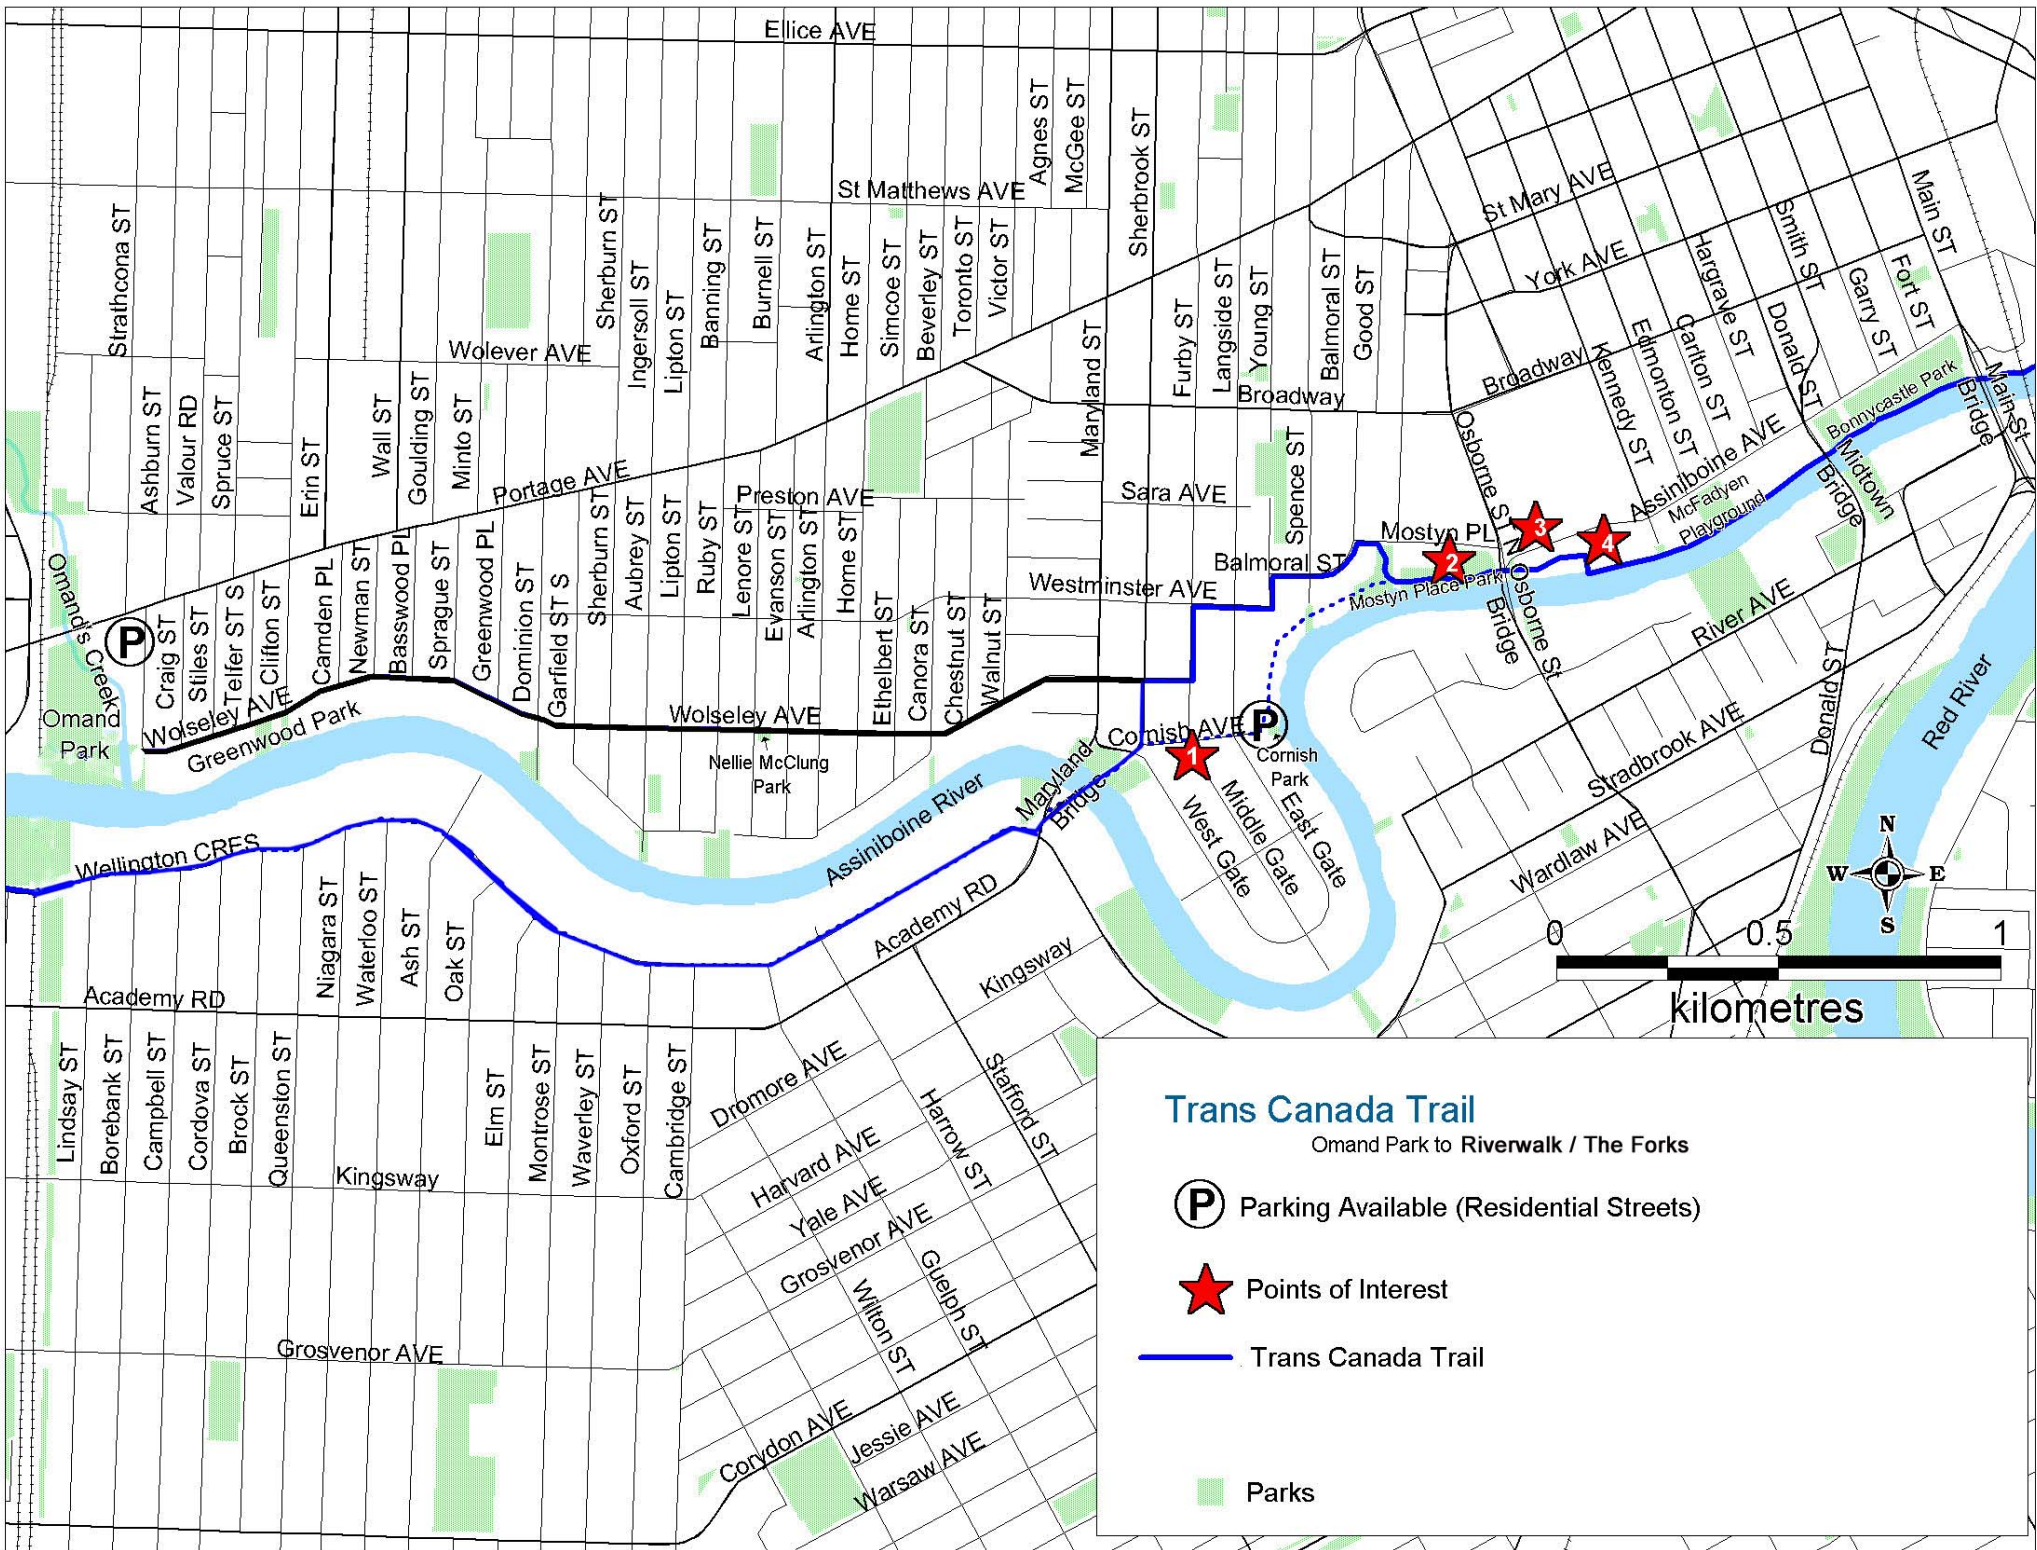 Ellice AVE
Agnes ST
McGee ST
Sherbrook ST
St Matthews AVE
St Mary AVE
Main ST
Strathcona ST
Sherburn ST
Ingersoll ST
Lipton ST
Banning ST
Burnell ST
Arlington ST
Home ST
Simcoe ST
Beverley ST
Toronto ST
Victor ST
Maryland ST
Furby ST
Langside ST
Young ST
Balmoral ST
Good ST
York AVE
Hargrave ST
Smith ST
Garry ST
Fort ST
Wolever AVE
Broadway
Broadway
Kennedy ST
Edmonton ST
Carlton ST
Donald ST
Bonnycastle Park
Main St
Bridge
Ashburn ST
Valour RD
Spruce ST
Erin ST
Wall ST
Goulding ST
Minto ST
Portage AVE
Preston AVE
Sara AVE
Spence ST
Osborne ST N
Assiniboine AVE
McFadyen
Playground
Midtown
Bridge
Mostyn PL
Balmoral ST
Westminster AVE
Mostyn Place Park
Osborne St
Bridge
River AVE
1
2
3
4
Omand's Creek
P
Craig ST
Stiles ST
Telfer ST S
Clifton ST
Camden PL
Newman ST
Basswood PL
Sprague ST
Greenwood PL
Dominion ST
Garfield ST S
Sherburn ST
Aubrey ST
Lipton ST
Ruby ST
Lenore ST
Evanson ST
Arlington ST
Home ST
Ethelbert ST
Canora ST
Chestnut ST
Walnut ST
Omand
Park
Wolseley AVE
Greenwood Park
Wolseley AVE
Nellie McClung
Park
Cornish AVE
P
Cornish
Park
Maryland
Bridge
West Gate
Middle Gate
East Gate
Assiniboine River
Stradbrook AVE
Wardlaw AVE
Donald ST
Red River
Wellington CRES
Niagara ST
Waterloo ST
Ash ST
Oak ST
Academy RD
Academy RD
Kingsway
N
W
E
S
0
0.5
1
kilometres
Lindsay ST
Borebank ST
Campbell ST
Cordova ST
Brock ST
Queenston ST
Kingsway
Elm ST
Montrose ST
Waverley ST
Oxford ST
Cambridge ST
Dromore AVE
Harvard AVE
Yale AVE
Grosvenor AVE
Harrow ST
Stafford ST
Guelph ST
Wilton ST
Grosvenor AVE
Corydon AVE
Jessie AVE
Warsaw AVE
Trans Canada Trail
Omand Park to Riverwalk / The Forks
P Parking Available (Residential Streets)
Points of Interest
Trans Canada Trail
Parks